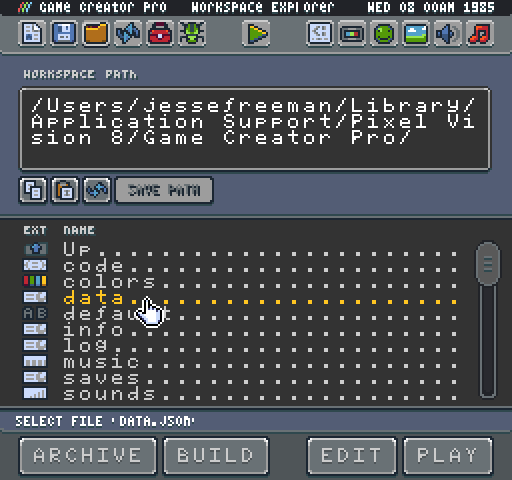 Game Creator Pro Workspace Explorer WED 08 00AM 1985
WORKSPACE PATH
/Users/jessefreeman/Library/
Application Support/Pixel Vi
sion 8/Game Creator Pro/
SAVE PATH
EXT NAME
Up
code
colors
data
AB default
info
log
music
saves
sounds
SELECT FILE 'DATA.JSON'
ARCHIVE BUILD EDIT PLAY